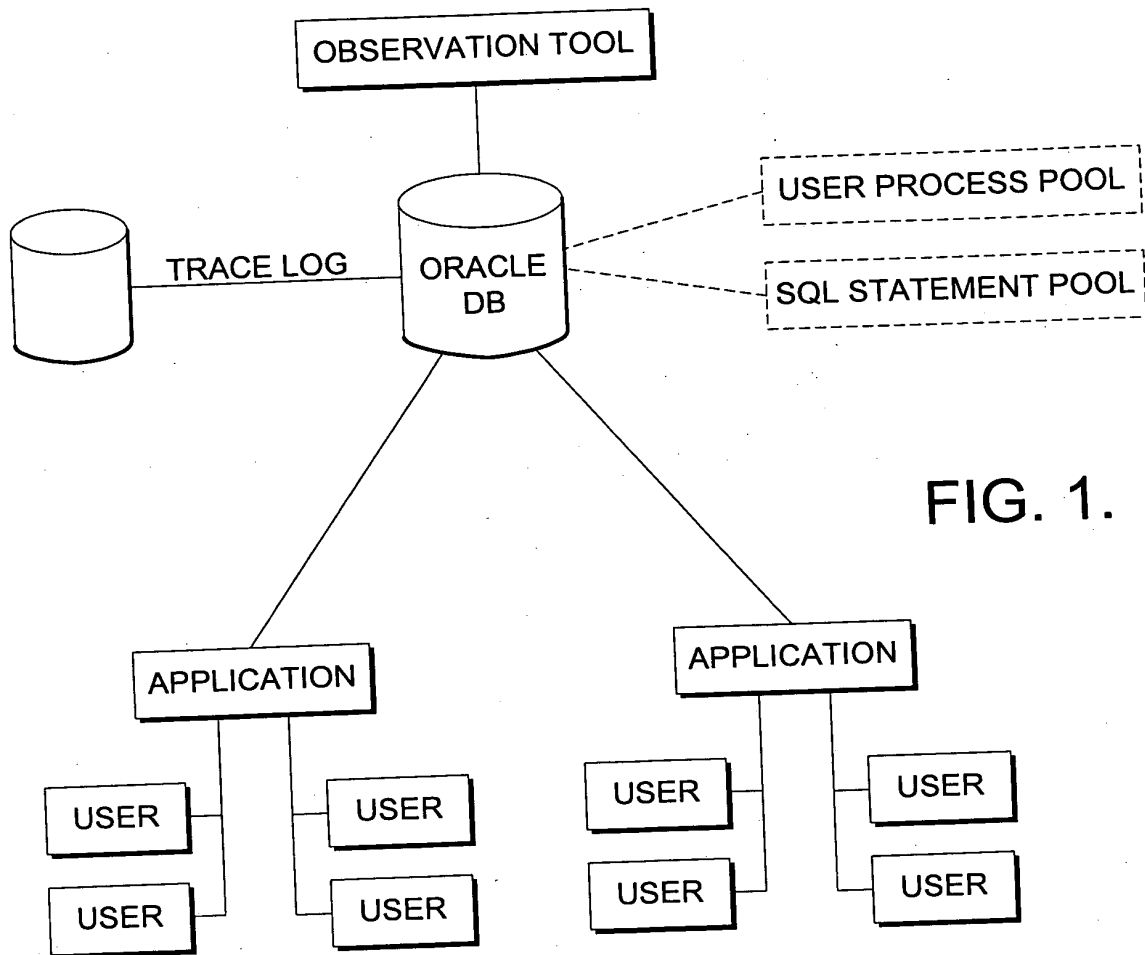 OBSERVATION TOOL
USER PROCESS POOL
TRACE LOG
ORACLE
DB
SQL STATEMENT POOL
FIG. 1.
APPLICATION
APPLICATION
USER
USER
USER
USER
USER
USER
USER
USER